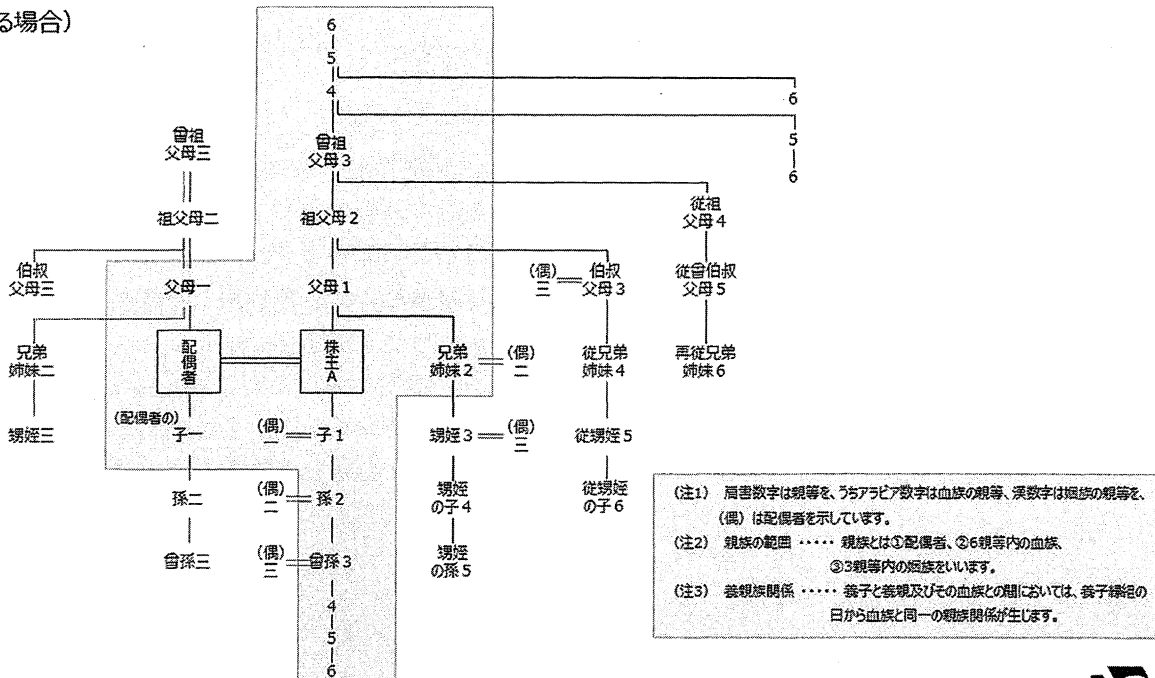 る場合)
6
5
4
6
5
6
曾祖
父母三
曾祖
父母3
祖父母二
祖父母2
従祖
父母4
伯叔
父母三
父母一
父母1
(偶)
三
伯叔
父母3
従曾伯叔
父母5
兄弟
姉妹二
配偶者
株主A
兄弟
姉妹2
(偶)
二
従兄弟
姉妹4
再従兄弟
姉妹6
甥姪三
(配偶者の)
子一
(偶)
一
子1
甥姪3
(偶)
三
従甥姪5
孫二
(偶)
二
孫2
甥姪
の子4
従甥姪
の子6
曾孫三
(偶)
三
曾孫3
甥姪
の孫5
4
5
6
(注1) 肩書数字は親等を、うちアラビア数字は血族の親等、漢数字は姻族の親等を、
(偶)は配偶者を示しています。
(注2) 親族の範囲 ‥‥‥ 親族とは①配偶者、②6親等内の血族、
③3親等内の姻族をいいます。
(注3) 養親族関係 ‥‥‥ 養子と養親及びその血族との間においては、養子縁組の
日から血族と同一の親族関係が生じます。